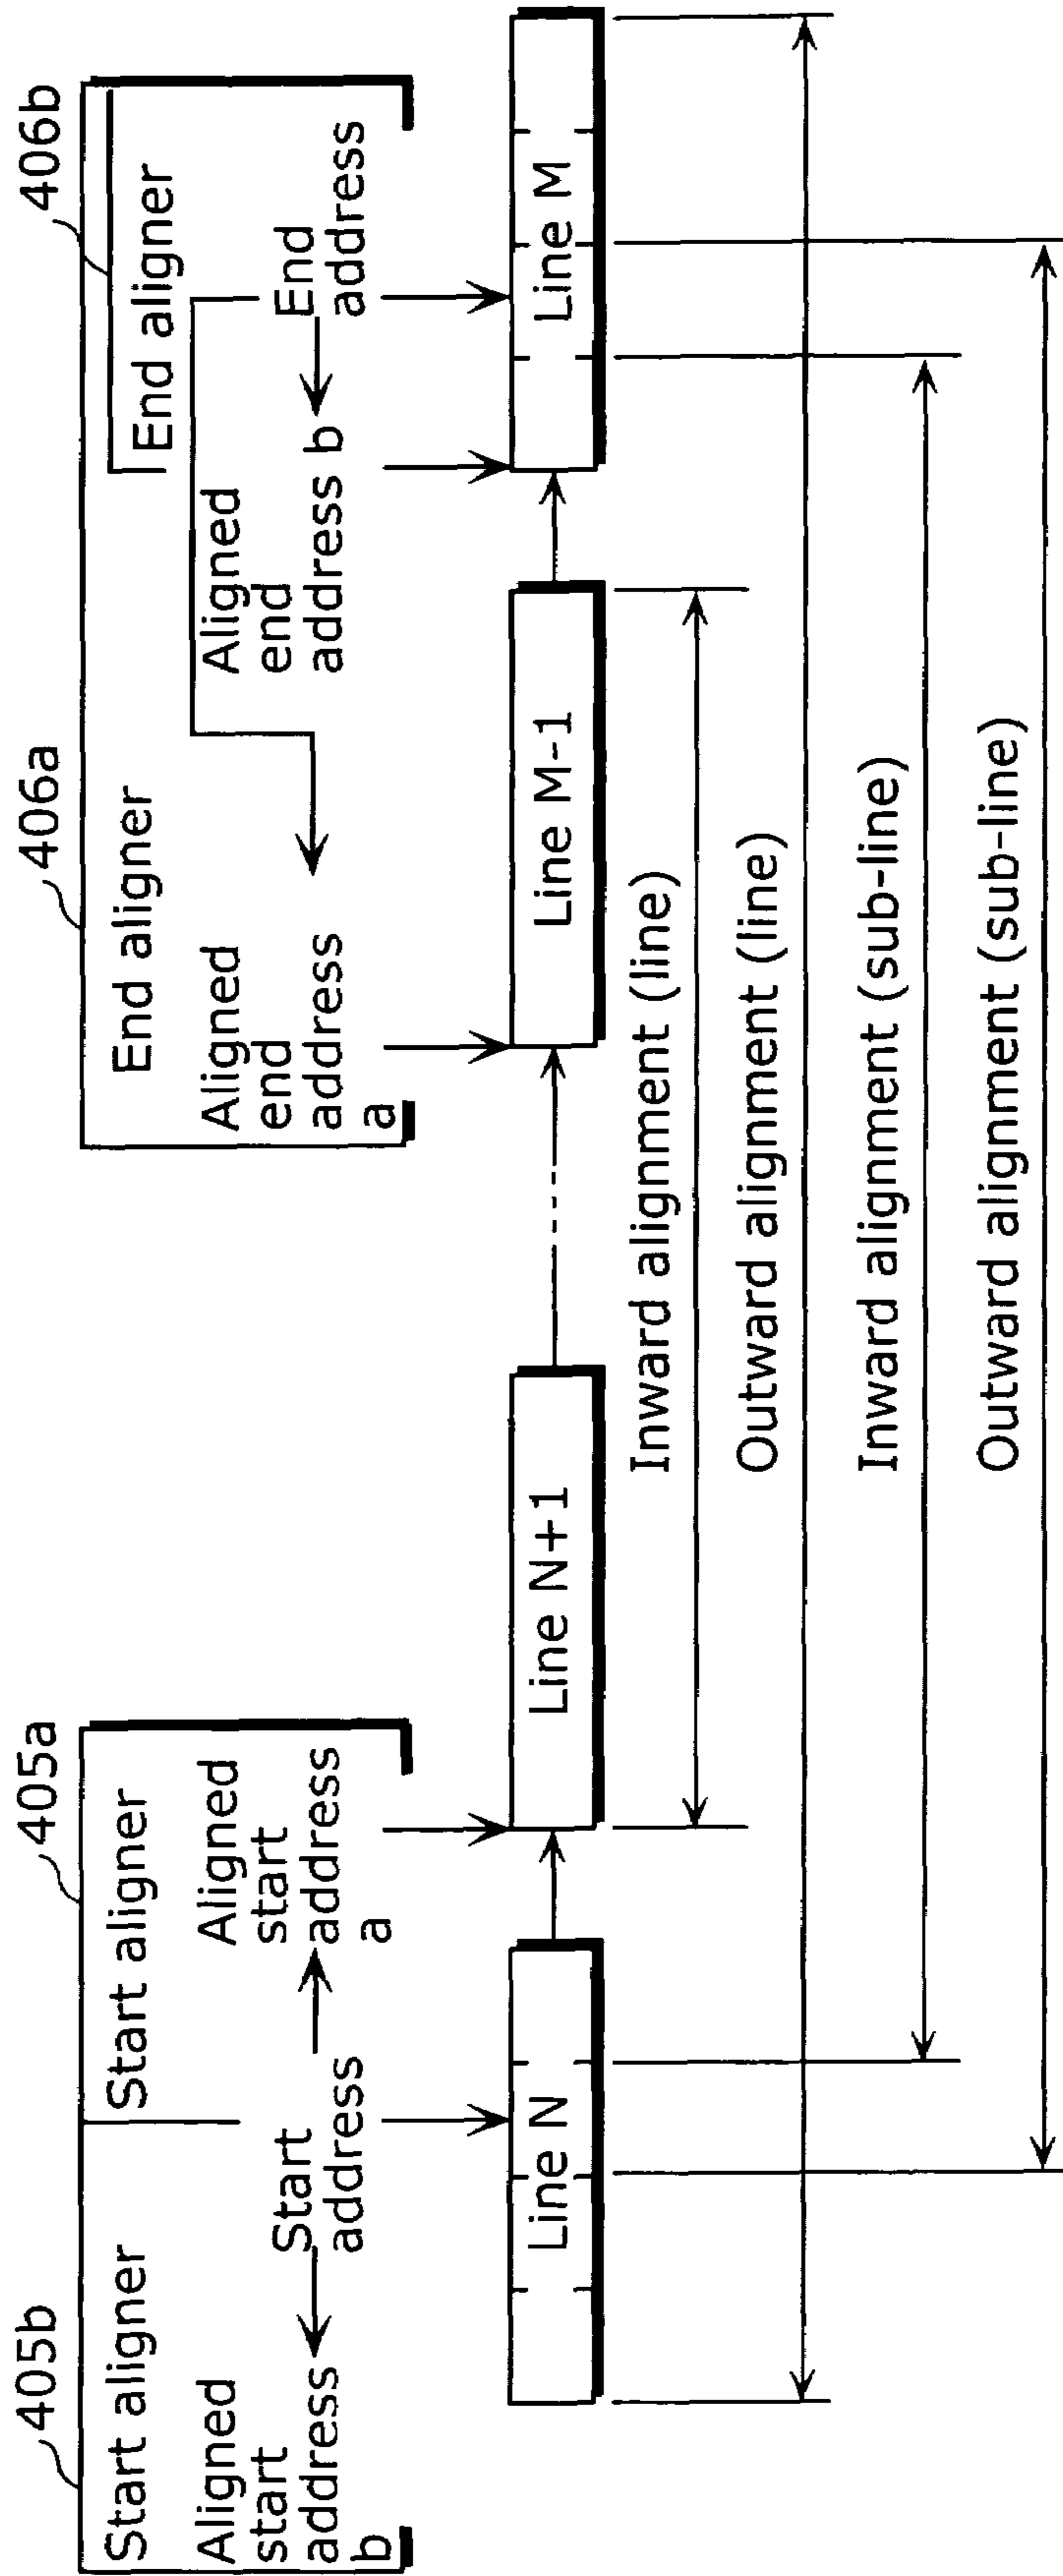 405b
405a
406a
406b
Start aligner
Start aligner
End aligner
End aligner
Aligned
start
address
b
Start
address
Aligned
start
address
a
Aligned
end
address
a
Aligned
end
address b
End
address
Line N
Line N+1
Line M-1
Line M
Inward alignment (line)
Outward alignment (line)
Inward alignment (sub-line)
Outward alignment (sub-line)